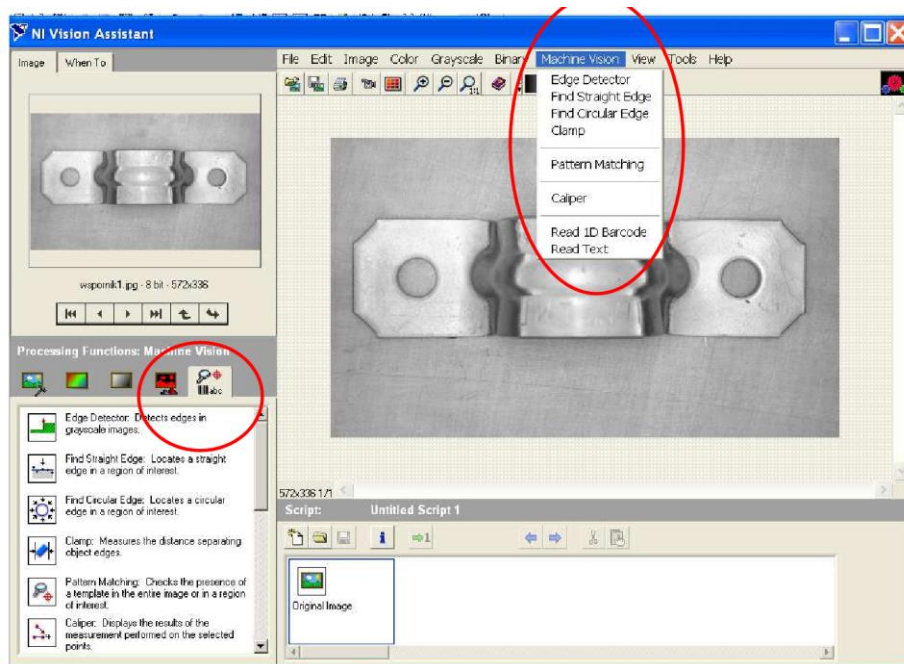 NI Vision Assistant
Image When To
File Edit Image Color Grayscale Binary Machine Vision View Tools Help
1:1
Edge Detector
Find Straight Edge
Find Circular Edge
Clamp
Pattern Matching
Caliper
Read 1D Barcode
Read Text
wspornik1.jpg - 8 bit - 572x336
Processing Functions: Machine Vision
abc
Edge Detector: Detects edges in
grayscale images.
Find Straight Edge: Locates a straight
edge in a region of interest.
Find Circular Edge: Locates a circular
edge in a region of interest.
Clamp: Measures the distance separating
object edges.
Pattern Matching: Checks the presence of
a template in the entire image or in a region
of interest.
Caliper: Displays the results of the
measurement performed on the selected
points.
572x336 1/1
Script: Untitled Script 1
1
Original Image